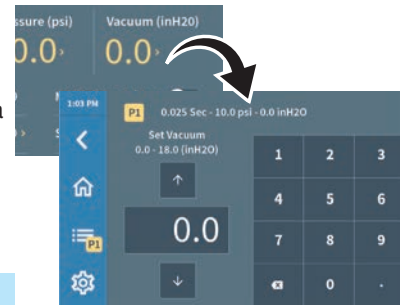 ssure (psi)
Vacuum (inH20)
0.0›
0.0›
1:03 PM
P1 0.025 Sec - 10.0 psi - 0.0 inH2O
Set Vacuum
0.0 - 18.0 (inH2O)
1 2 3
4 5 6
0.0
7 8 9
P1
0 .